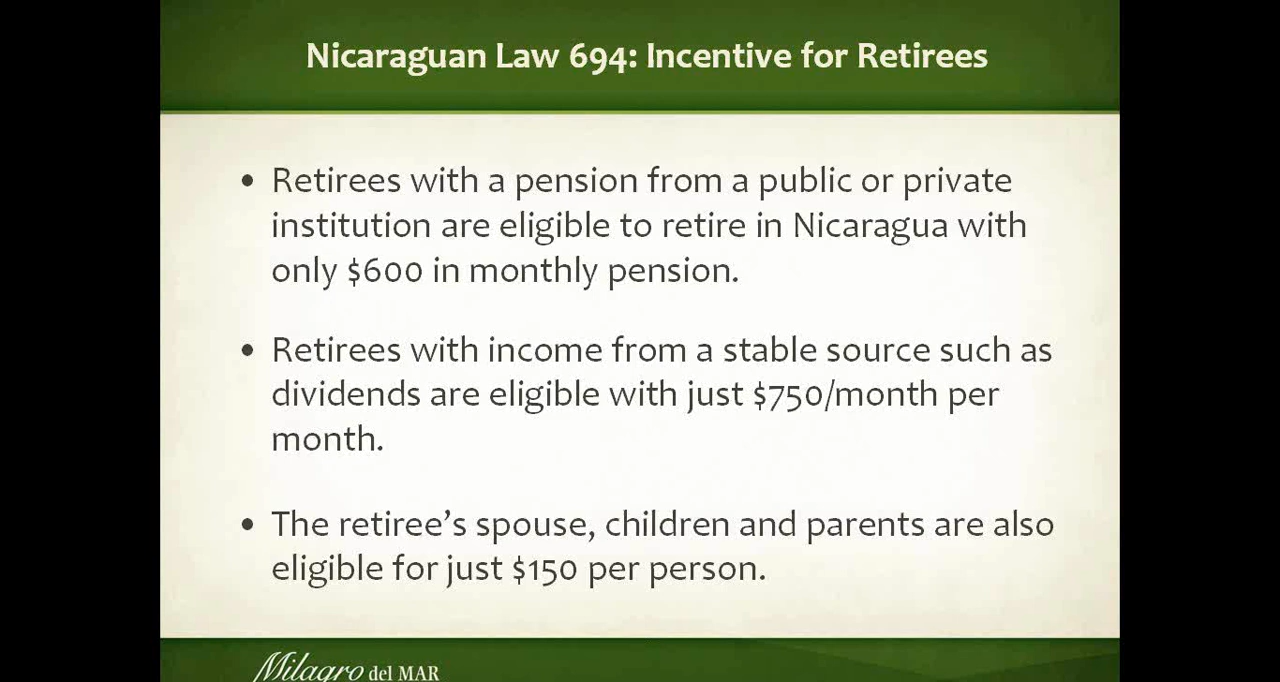 Nicaraguan Law 694: Incentive for Retirees
• Retirees with a pension from a public or private
institution are eligible to retire in Nicaragua with
only $600 in monthly pension.
• Retirees with income from a stable source such as
dividends are eligible with just $750/month per
month.
• The retiree’s spouse, children and parents are also
eligible for just $150 per person.
Milagro del MAR